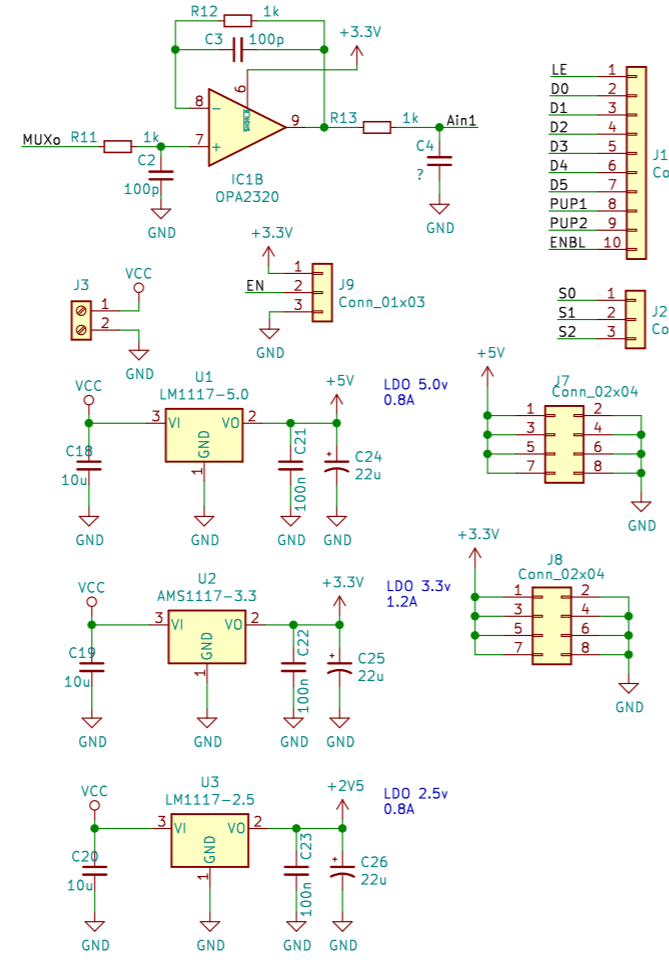 R12 1k
C3 100p
+3.3V
6
8
9
7
MUXo R11 1k
R13 1k Ain1
C2
100p
C4
?
IC1B
OPA2320
GND
GND
LE 1
D0 2
D1 3
D2 4
D3 5
D4 6
D5 7
PUP1 8
PUP2 9
ENBL 10
J1
Co
+3.3V
1
EN 2
3
J9
Conn_01x03
GND
J3
VCC
1
2
GND
S0 1
S1 2
S2 3
J2
Co
VCC
U1
LM1117-5.0
3 VI VO 2
GND
1
+5V
LDO 5.0v
0.8A
C18
10u
C21
100n
C24
22u
GND GND GND GND
+5V
J7
Conn_02x04
1 2
3 4
5 6
7 8
GND
VCC
U2
AMS1117-3.3
3 VI VO 2
GND
1
+3.3V
LDO 3.3v
1.2A
C19
10u
C22
100n
C25
22u
GND GND GND GND
+3.3V
J8
Conn_02x04
1 2
3 4
5 6
7 8
GND
VCC
U3
LM1117-2.5
3 VI VO 2
GND
1
+2V5
LDO 2.5v
0.8A
C20
10u
C23
100n
C26
22u
GND GND GND GND